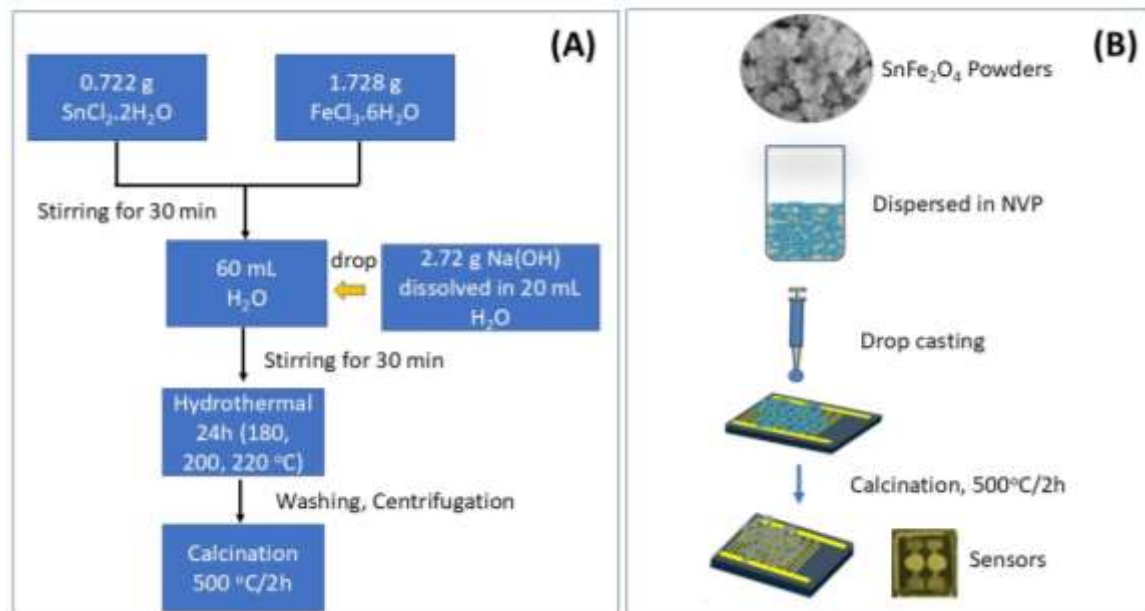 (A)
0.722 g
SnCl₂.2H₂O
1.728 g
FeCl₃.6H₂O
Stirring for 30 min
60 mL
H₂O
drop
2.72 g Na(OH)
dissolved in 20 mL
H₂O
Stirring for 30 min
Hydrothermal
24h (180,
200, 220 °C)
Washing, Centrifugation
Calcination
500 °C/2h
(B)
SnFe₂O₄ Powders
Dispersed in NVP
Drop casting
Calcination, 500°C/2h
Sensors